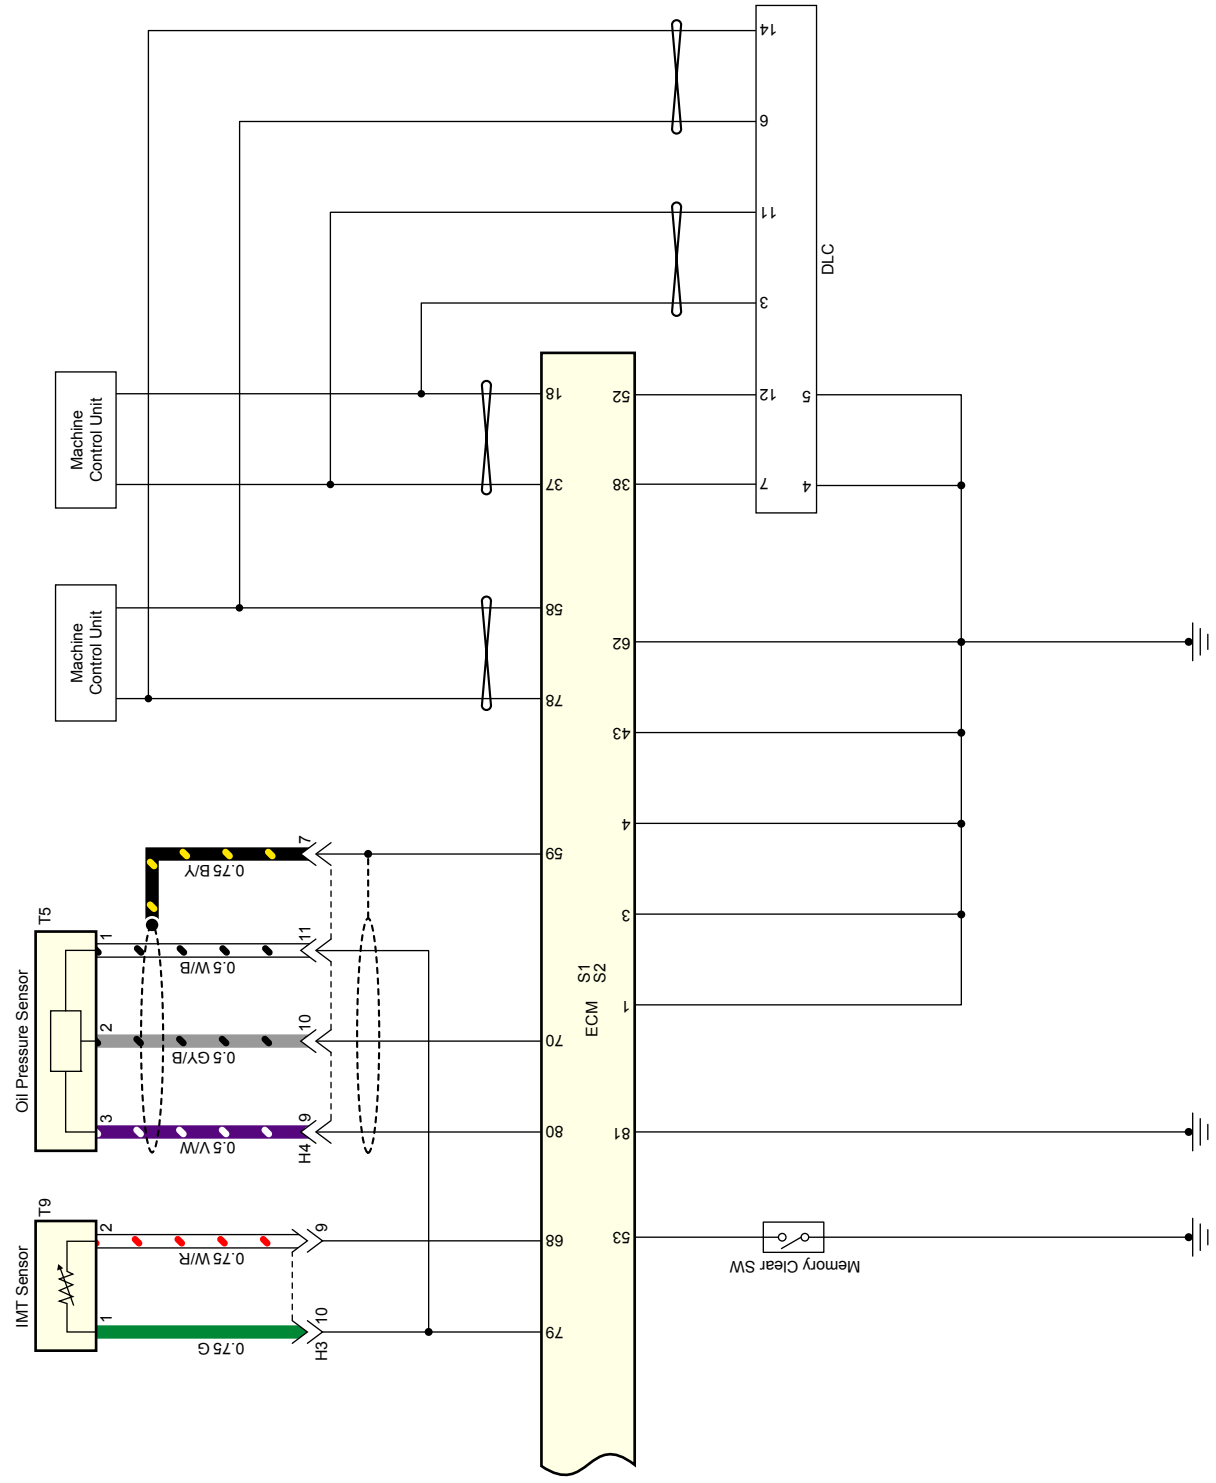 14
6
11
3
DLC
12
5
7
4
Machine
Control Unit
18
37
52
38
Machine
Control Unit
58
78
62
43
4
3
1
7
0.75 B/Y
59
T5
Oil Pressure Sensor
1
0.5 W/B
11
2
0.5 GY/B
10
70
3
0.5 V/W
9
H4
80
ECM
S1
S2
81
T9
IMT Sensor
2
0.75 W/R
9
68
1
0.75 G
10
H3
79
53
Memory Clear SW